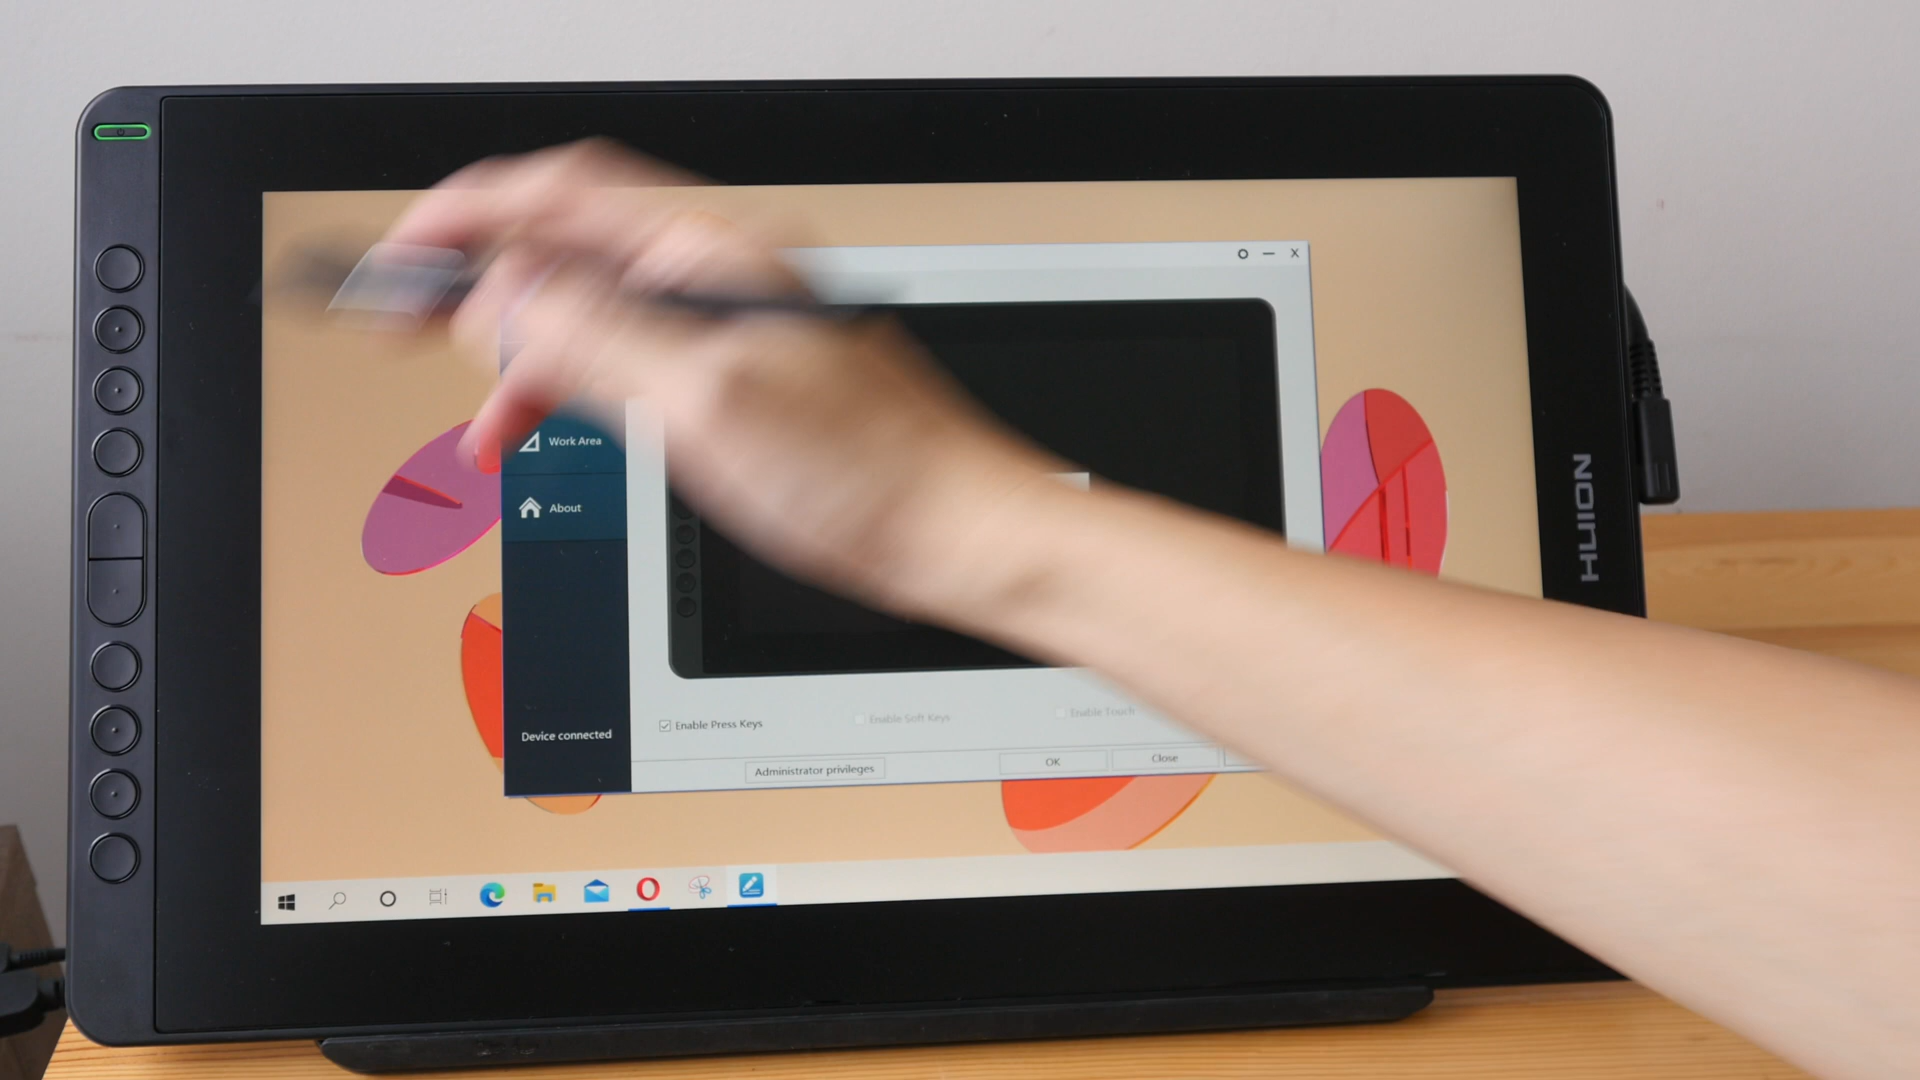 Work Area
About
HUION
Device connected
Enable Press Keys
Enable Soft Keys
Enable Touch
Administrator privileges
OK
Close
X